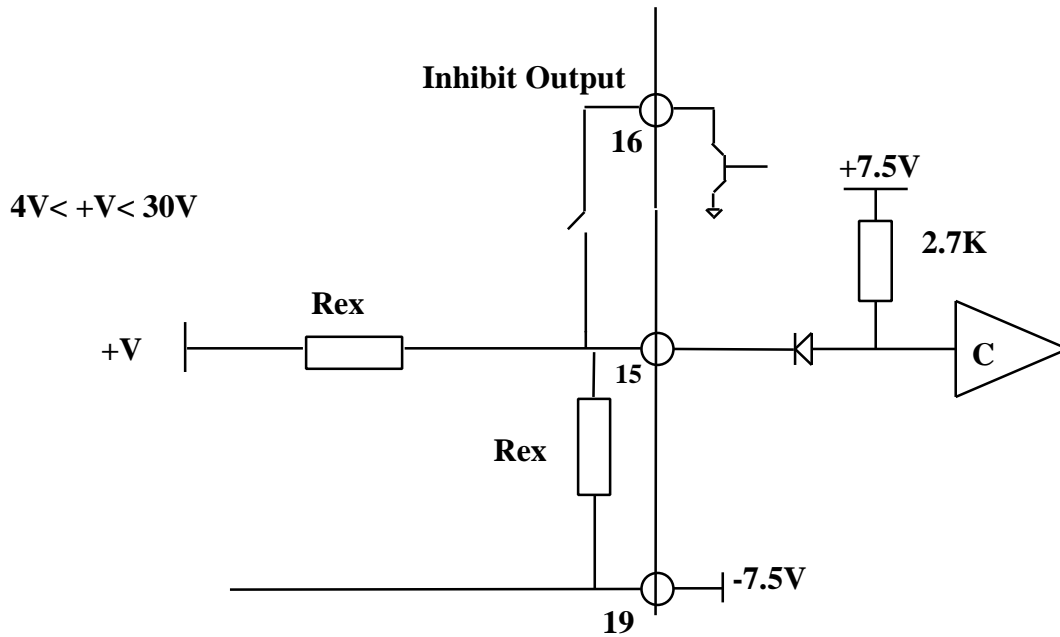 Inhibit Output
16
+7.5V
4V< +V< 30V
2.7K
Rex
+V
15
C
Rex
-7.5V
19